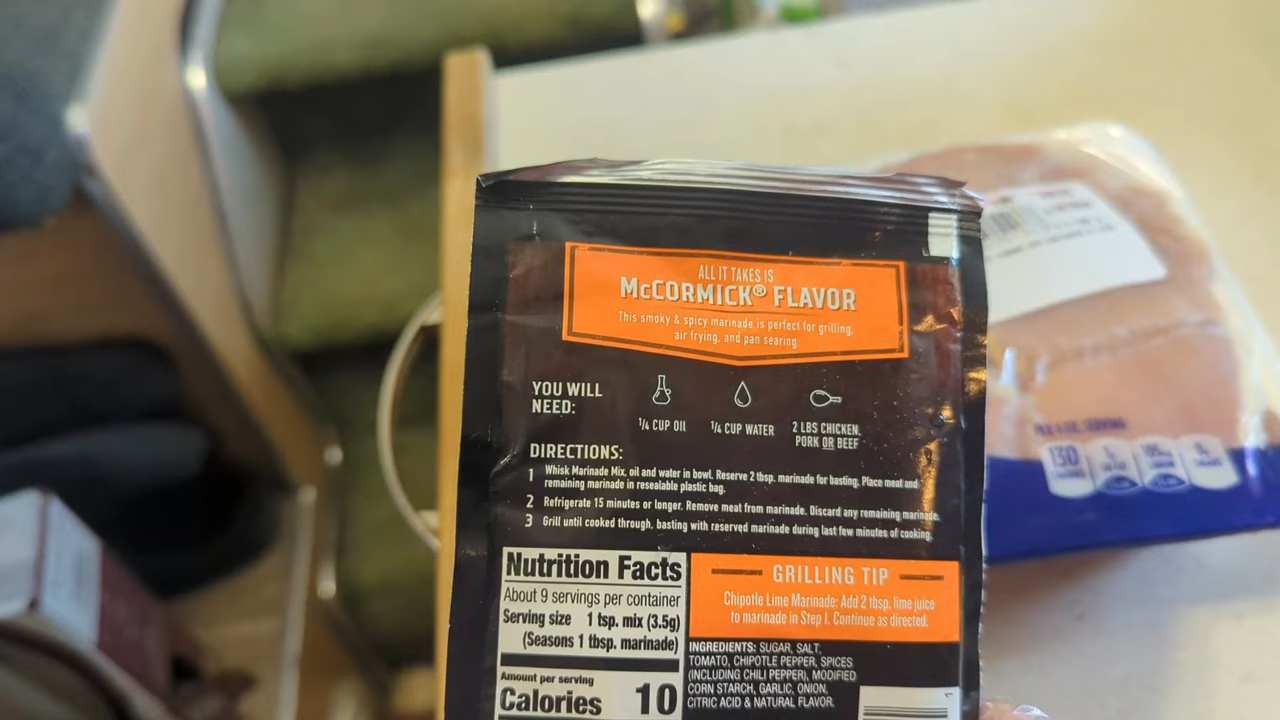 ALL IT TAKES IS
McCORMICK® FLAVOR
This smoky & spicy marinade is perfect for grilling,
air frying, and pan searing.
YOU WILL
NEED:
1/4 CUP OIL
1/4 CUP WATER
2 LBS CHICKEN,
PORK OR BEEF
DIRECTIONS:
1 Whisk Marinade Mix, oil and water in bowl. Reserve 2 tbsp. marinade for basting. Place meat and
remaining marinade in resealable plastic bag.
2 Refrigerate 15 minutes or longer. Remove meat from marinade. Discard any remaining marinade.
3 Grill until cooked through, basting with reserved marinade during last few minutes of cooking.
Nutrition Facts
About 9 servings per container
Serving size 1 tsp. mix (3.5g)
(Seasons 1 tbsp. marinade)
Amount per serving
Calories 10
GRILLING TIP
Chipotle Lime Marinade: Add 2 tbsp. lime juice
to marinade in Step 1. Continue as directed.
INGREDIENTS: SUGAR, SALT,
TOMATO, CHIPOTLE PEPPER, SPICES
(INCLUDING CHILI PEPPER), MODIFIED
CORN STARCH, GARLIC, ONION,
CITRIC ACID & NATURAL FLAVOR.
1
PER 4 OZ. SERVING
130